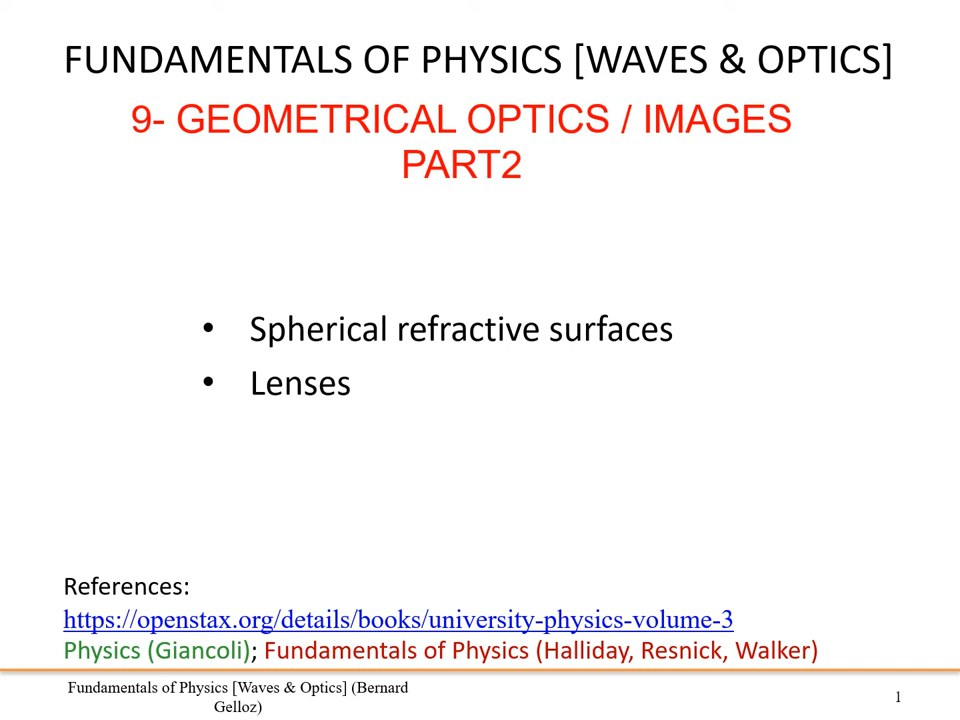 FUNDAMENTALS OF PHYSICS [WAVES & OPTICS]
9- GEOMETRICAL OPTICS / IMAGES
PART2
• Spherical refractive surfaces
• Lenses
References:
https://openstax.org/details/books/university-physics-volume-3
Physics (Giancoli); Fundamentals of Physics (Halliday, Resnick, Walker)
Fundamentals of Physics [Waves & Optics] (Bernard
Gelloz)
1